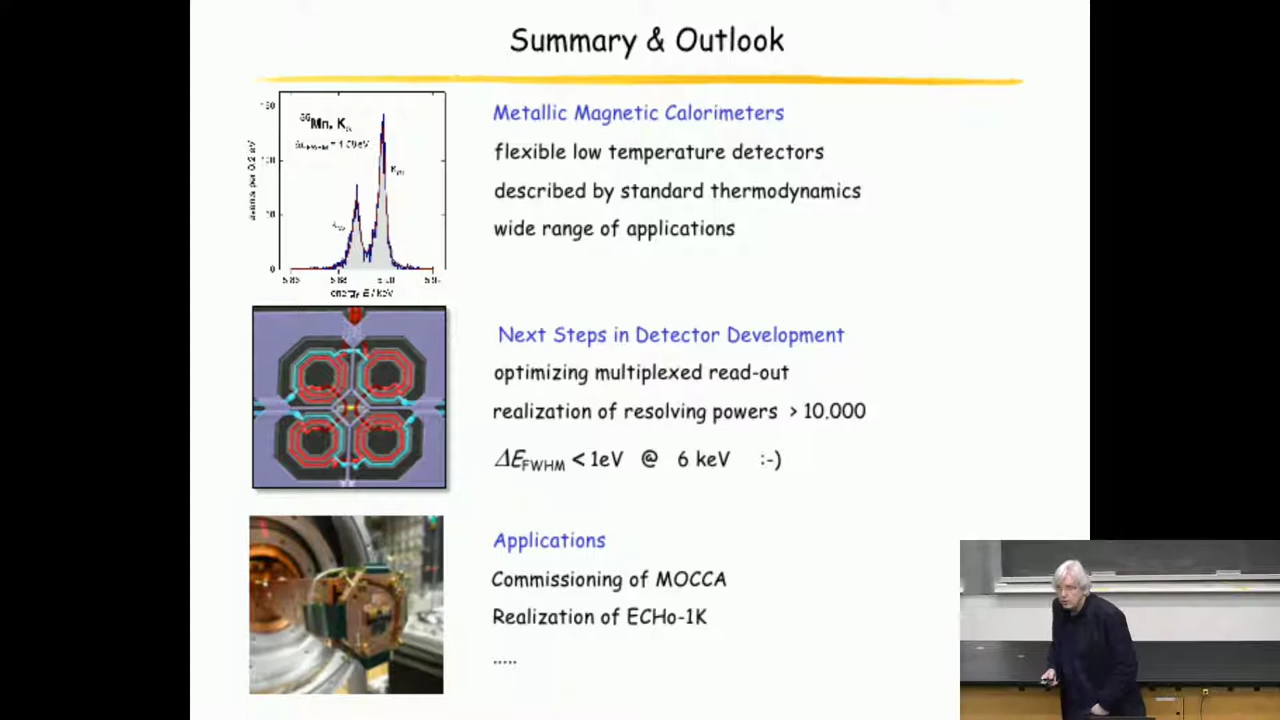 Summary & Outlook
Metallic Magnetic Calorimeters
flexible low temperature detectors
described by standard thermodynamics
wide range of applications
energy E / keV
Next Steps in Detector Development
optimizing multiplexed read-out
realization of resolving powers > 10,000
ΔE_FWHM < 1eV @ 6 keV :-)
Applications
Commissioning of MOCCA
Realization of ECHo-1K
.....